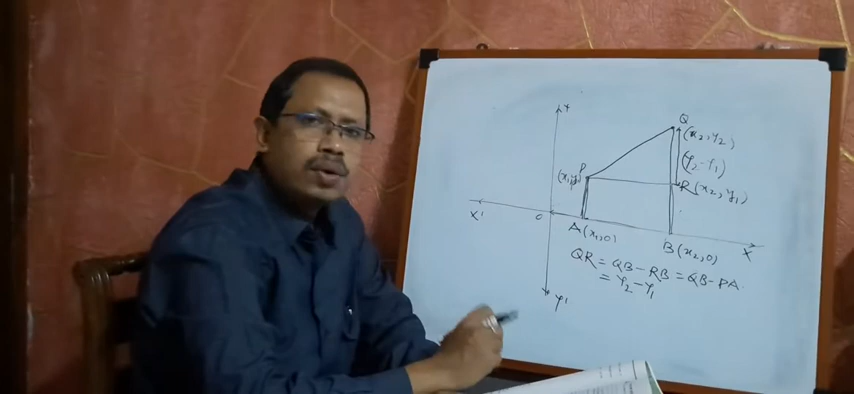 Y
Q
(x2, y2)
P
(y2-y1)
(x1,y1)
R(x2, y1)
X'
O
A(x1,0)
B(x2,0)
X
QR = QB-RB = QB-PA.
= y2-y1
Y'